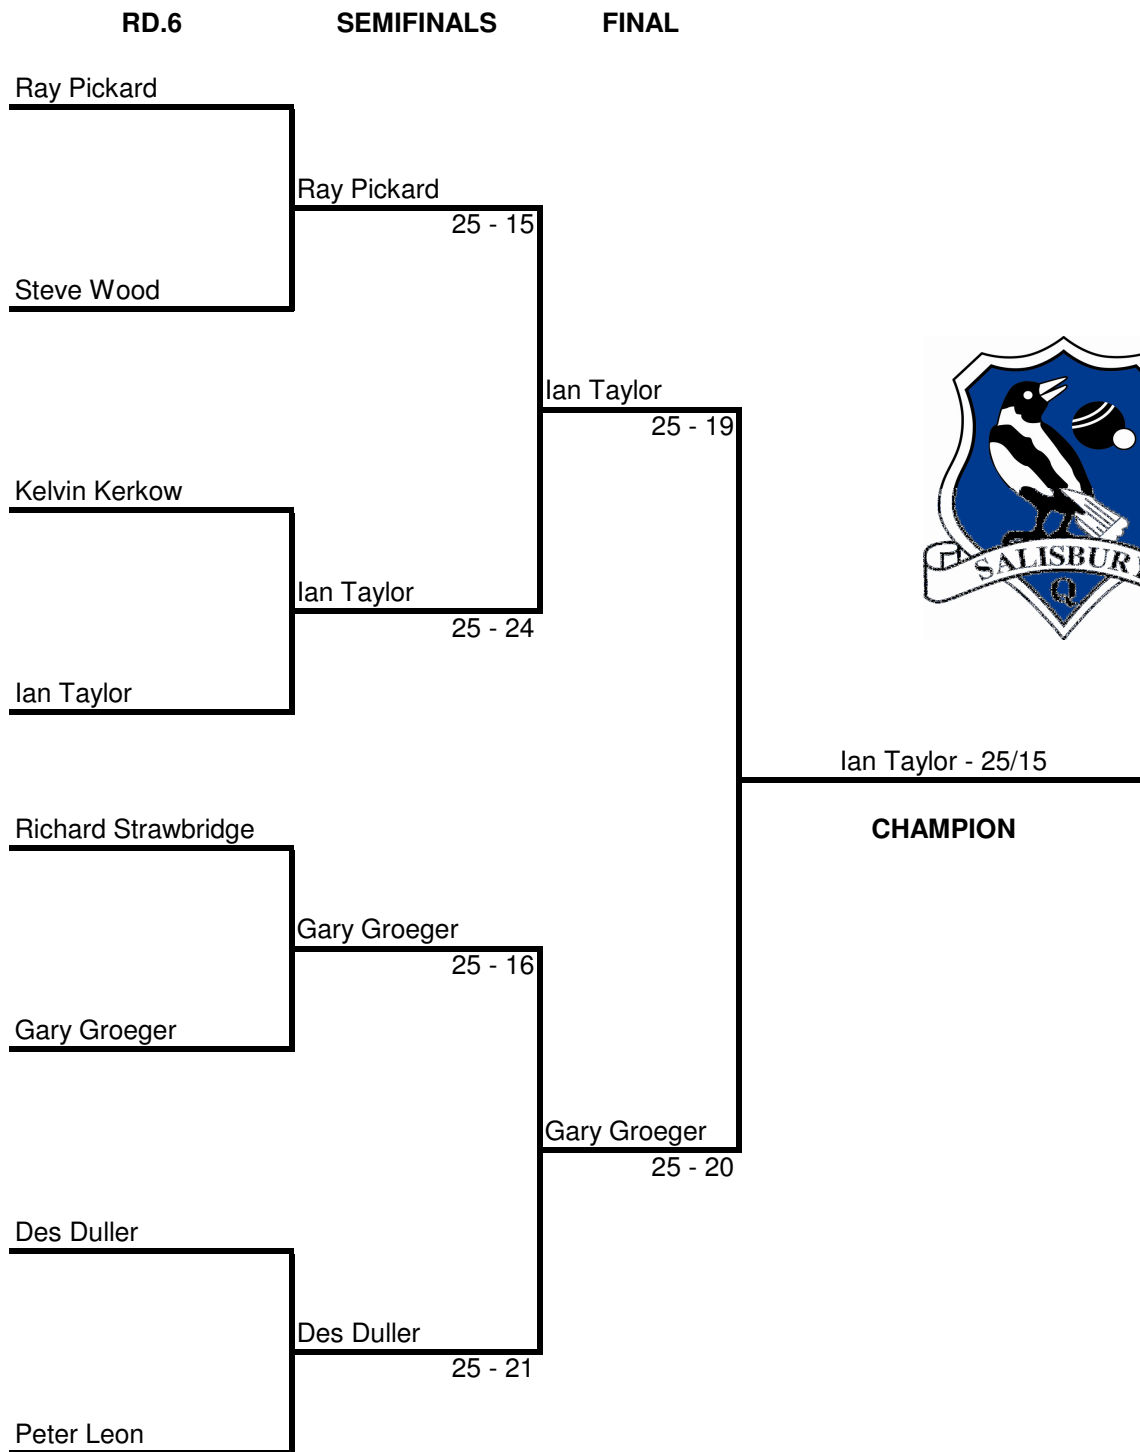 RD.6 SEMIFINALS FINAL
Ray Pickard
Ray Pickard
25 - 15
Steve Wood
Ian Taylor
25 - 19
Kelvin Kerkow
Ian Taylor
25 - 24
Ian Taylor
SALISBURY
Q
Ian Taylor - 25/15
CHAMPION
Richard Strawbridge
Gary Groeger
25 - 16
Gary Groeger
Gary Groeger
25 - 20
Des Duller
Des Duller
25 - 21
Peter Leon